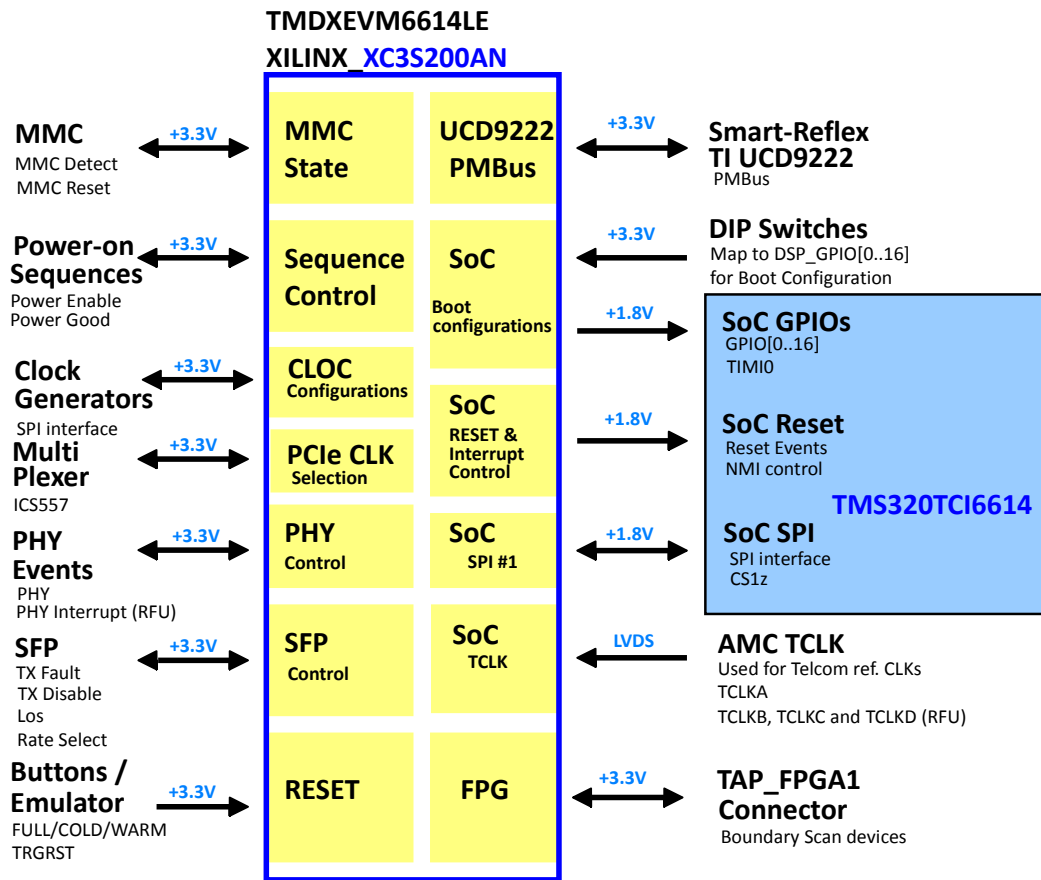 TMDXEVM6614LE
XILINX_XC3S200AN
MMC
MMC Detect
MMC Reset
+3.3V
Power-on
Sequences
Power Enable
Power Good
+3.3V
Clock
Generators
SPI interface
+3.3V
Multi
Plexer
ICS557
+3.3V
PHY
Events
PHY
PHY Interrupt (RFU)
+3.3V
SFP
TX Fault
TX Disable
Los
Rate Select
+3.3V
Buttons /
Emulator
FULL/COLD/WARM
TRGRST
+3.3V
MMC
State
Sequence
Control
CLOC
Configurations
PCIe CLK
Selection
PHY
Control
SFP
Control
RESET
UCD9222
PMBus
SoC
Boot
configurations
SoC
RESET &
Interrupt
Control
SoC
SPI #1
SoC
TCLK
FPG
+3.3V
Smart-Reflex
TI UCD9222
PMBus
+3.3V
DIP Switches
Map to DSP_GPIO[0..16]
for Boot Configuration
+1.8V
SoC GPIOs
GPIO[0..16]
TIMI0
+1.8V
SoC Reset
Reset Events
NMI control
TMS320TCI6614
+1.8V
SoC SPI
SPI interface
CS1z
LVDS
AMC TCLK
Used for Telcom ref. CLKs
TCLKA
TCLKB, TCLKC and TCLKD (RFU)
+3.3V
TAP_FPGA1
Connector
Boundary Scan devices